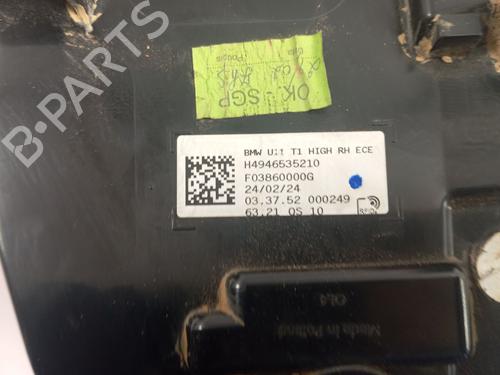 B-PARTS
OK - SGP
BMW U11 T1 HIGH RH ECE
H4946535210
F03860000G
24/02/24
03.37.52 000249
63.21 QS 10
Made in Poland